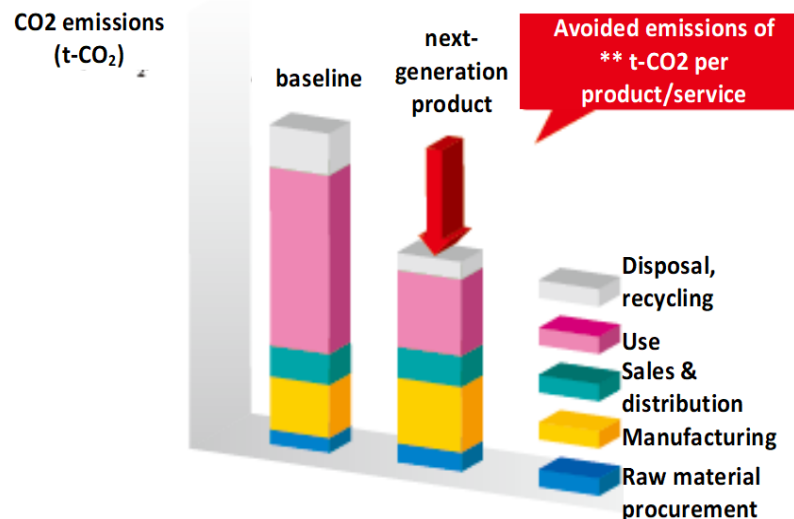 CO2 emissions
(t-CO₂)
baseline
next-
generation
product
Avoided emissions of
** t-CO2 per
product/service
Disposal,
recycling
Use
Sales &
distribution
Manufacturing
Raw material
procurement